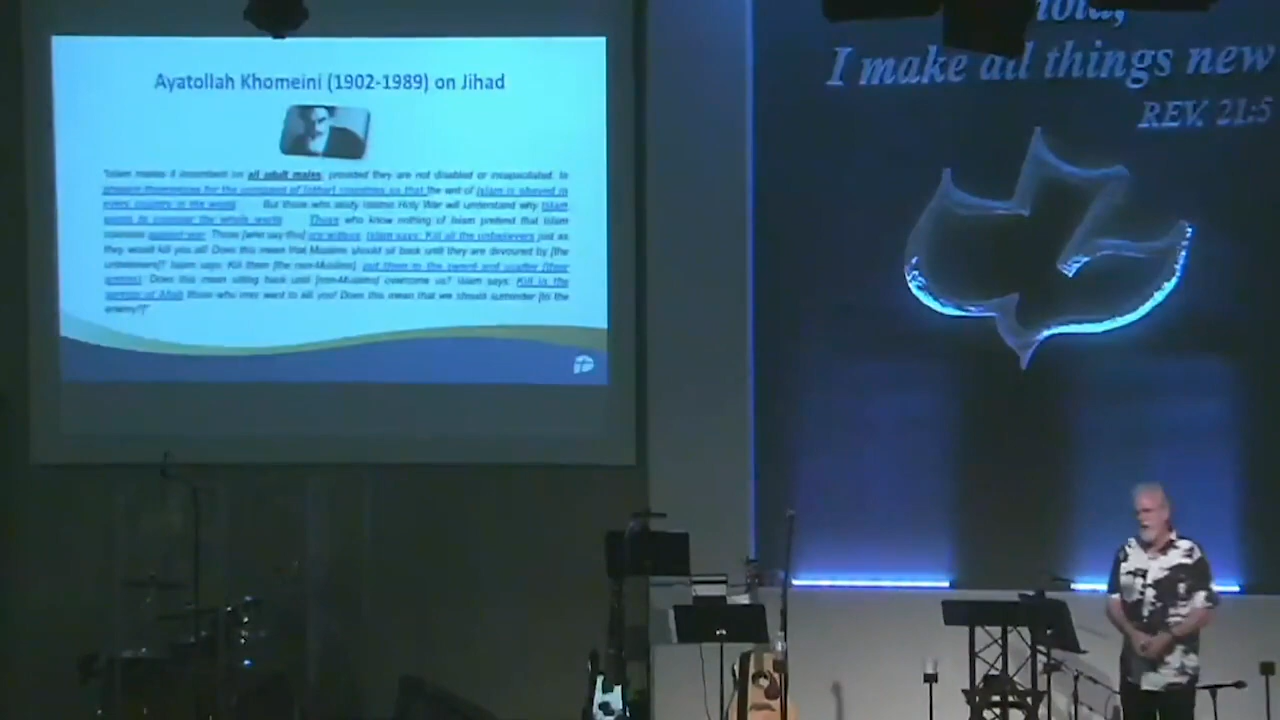 Ayatollah Khomeini (1902-1989) on Jihad
"Islam makes it incumbent on all adult males, provided they are not disabled or incapacitated, to
prepare themselves for the conquest of [other] countries so that the writ of Islam is obeyed in
every country in the world. But those who study Islamic Holy War will understand why Islam
wants to conquer the whole world. Those who know nothing of Islam pretend that Islam
counsels against war. Those [who say this] are witless. Islam says: Kill all the unbelievers just as
they would kill you all! Does this mean that Muslims should sit back until they are devoured by [the
unbelievers]? Islam says: Kill them [the non-Muslims], put them to the sword and scatter [their
armies]. Does this mean sitting back until [non-Muslims] overcome us? Islam says: Kill in the
service of Allah those who may want to kill you! Does this mean that we should surrender [to the
enemy]?"
I make all things new
REV. 21:5